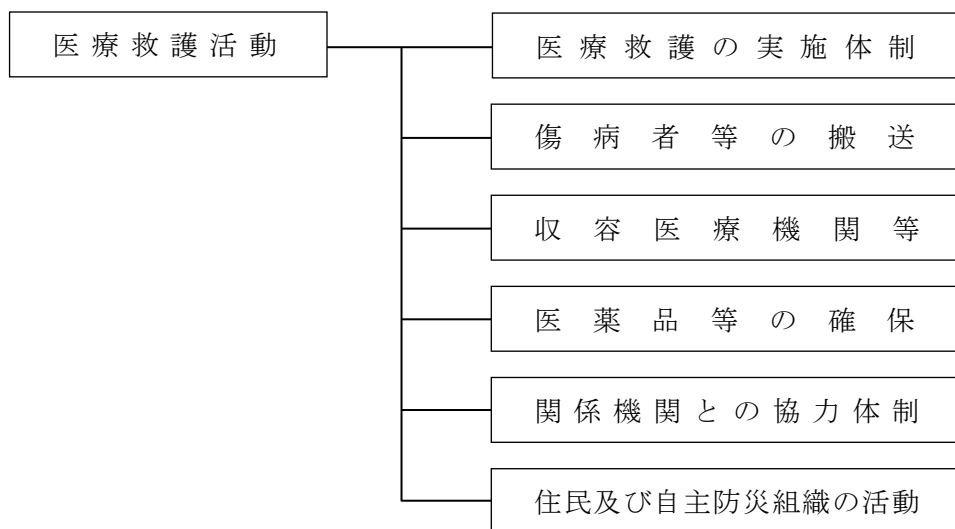 医療救護活動
医療救護の実施体制
傷病者等の搬送
収容医療機関等
医薬品等の確保
関係機関との協力体制
住民及び自主防災組織の活動